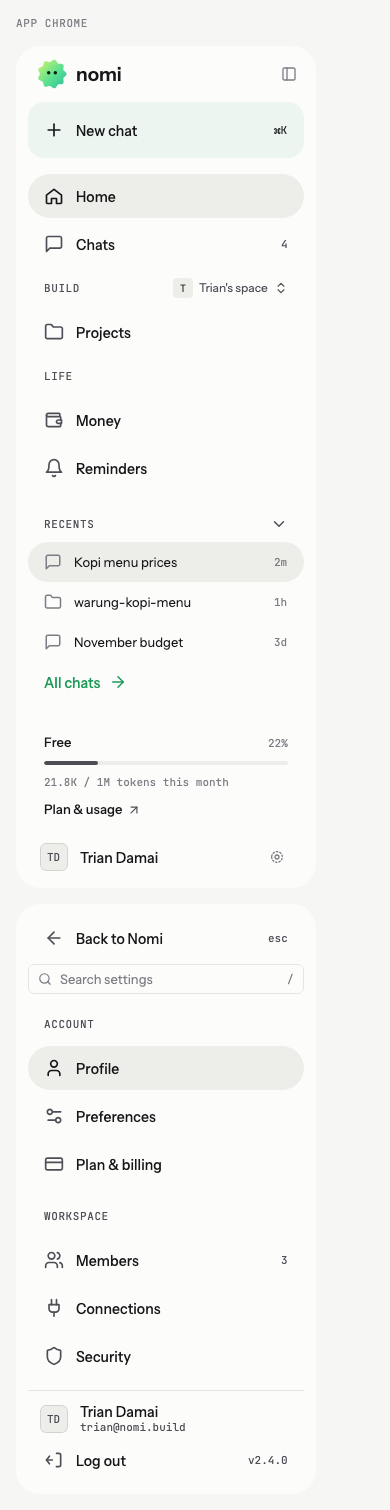 APP CHROME
nomi
New chat ⌘K
Home
Chats 4
BUILD T Trian's space
Projects
LIFE
Money
Reminders
RECENTS
Kopi menu prices 2m
warung-kopi-menu 1h
November budget 3d
All chats →
Free 22%
21.8K / 1M tokens this month
Plan & usage ↗
TD Trian Damai
Back to Nomi esc
Search settings /
ACCOUNT
Profile
Preferences
Plan & billing
WORKSPACE
Members 3
Connections
Security
TD Trian Damai
trian@nomi.build
Log out v2.4.0